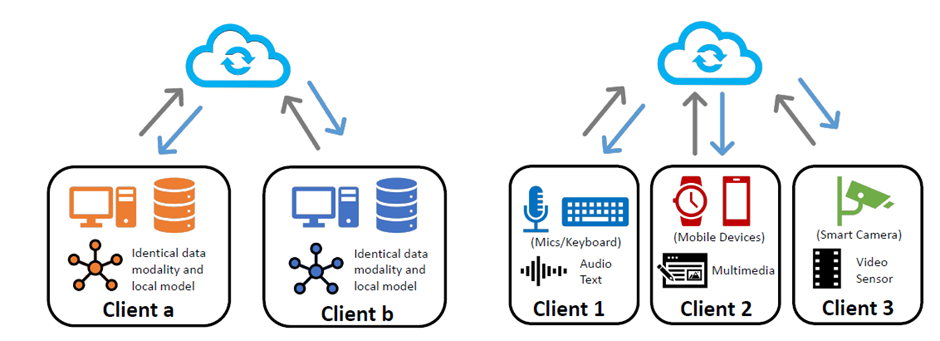 Identical data
modality and
local model
Client a
Identical data
modality and
local model
Client b
(Mics/Keyboard)
Audio
Text
Client 1
(Mobile Devices)
Multimedia
Client 2
(Smart Camera)
Video
Sensor
Client 3